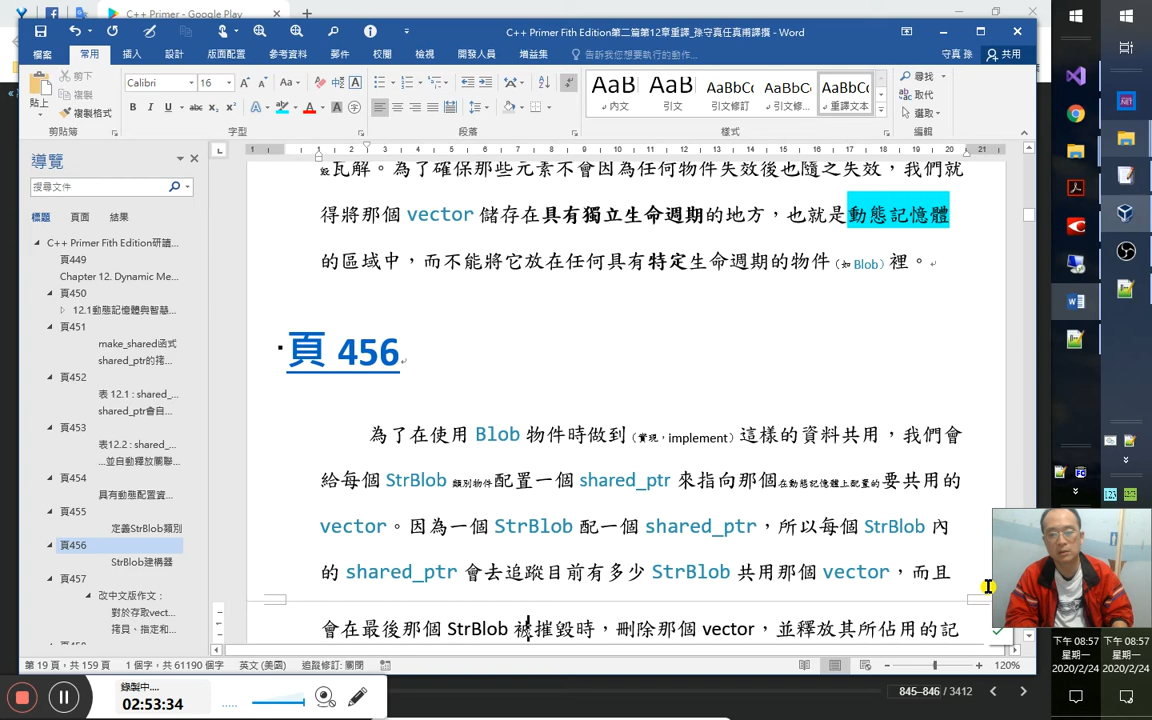 C++ Primer - Google Play
C++ Primer Fith Edition第二篇第12章重譯_孫守真任真甫譯撰 - Word
檔案 常用 插入 設計 版面配置 參考資料 郵件 校閱 檢視 開發人員 增益集 告訴我您想要執行的動作... 守真 孫 共用
貼上 剪下 複製 複製格式
Calibri 16
AaB AaB AaBbCc AaBbCc AaBbCc
內文 引文 引文修訂 引文修... 重譯文本
尋找 取代 選取
剪貼簿 字型 段落 樣式 編輯
導覽
搜尋文件
標題 頁面 結果
C++ Primer Fith Edition研讀...
頁449
Chapter 12. Dynamic Me...
頁450
12.1動態記憶體與智慧...
頁451
make_shared函式
shared_ptr的拷...
頁452
表 12.1 : shared_...
shared_ptr會自...
頁453
表12.2 : shared_...
...並自動釋放關聯...
頁454
具有動態配置資...
頁455
定義StrBlob類別
頁456
StrBlob建構器
頁457
改中文版作文：
對於存取vect...
拷貝、指定和...
毀瓦解。為了確保那些元素不會因為任何物件失效後也隨之失效，我們就
得將那個 vector 儲存在具有獨立生命週期的地方，也就是動態記憶體
的區域中，而不能將它放在任何具有特定生命週期的物件（如 Blob）裡。
頁 456
為了在使用 Blob 物件時做到（實現，implement）這樣的資料共用，我們會
給每個 StrBlob 類別物件配置一個 shared_ptr 來指向那個在動態記憶體上配置的要共用的
vector。因為一個 StrBlob 配一個 shared_ptr，所以每個 StrBlob 內
的 shared_ptr 會去追蹤目前有多少 StrBlob 共用那個 vector，而且
會在最後那個 StrBlob 被摧毀時，刪除那個 vector，並釋放其所佔用的記
第 19 頁，共 159 頁 1 個，共 61190 個字 英文 (美國) 追蹤修訂: 關閉 120%
錄製中....
02:53:34
845–846 / 3412
下午 08:57 下午 08:57
星期一 星期一
2020/2/24 2020/2/24